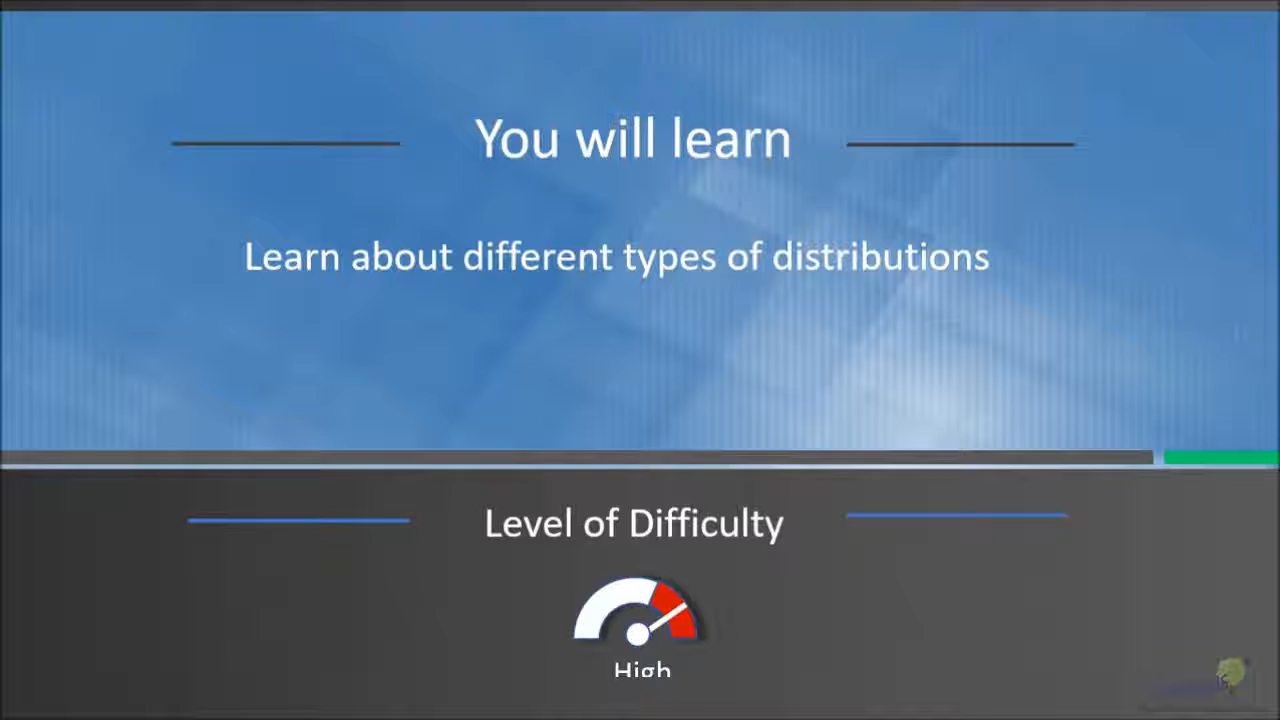 You will learn
Learn about different types of distributions
Level of Difficulty
High